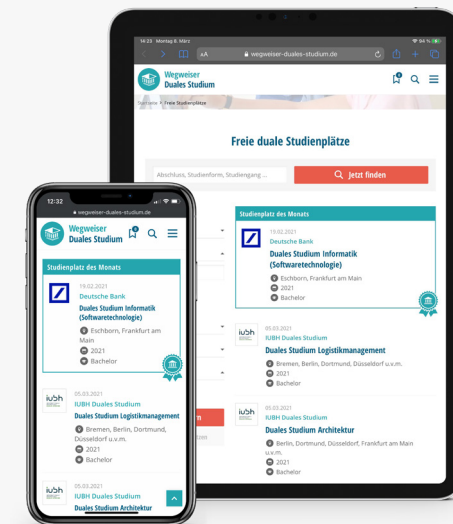 14:23 Montag 8. März
94 %
AA
wegweiser-duales-studium.de
Wegweiser
Duales Studium
Startseite Freie Studienplätze
Freie duale Studienplätze
Abschluss, Studienform, Studiengang ...
Jetzt finden
Studienplatz des Monats
19.02.2021
Deutsche Bank
Duales Studium Informatik
(Softwaretechnologie)
Eschborn, Frankfurt am Main
2021
Bachelor
iubh
05.03.2021
IUBH Duales Studium
Duales Studium Logistikmanagement
Bremen, Berlin, Dortmund, Düsseldorf u.v.m.
2021
Bachelor
iubh
05.03.2021
IUBH Duales Studium
Duales Studium Architektur
Berlin, Dortmund, Düsseldorf, Frankfurt am Main
u.v.m.
2021
Bachelor
12:32
wegweiser-duales-studium.de
Wegweiser
Duales Studium
Studienplatz des Monats
19.02.2021
Deutsche Bank
Duales Studium Informatik
(Softwaretechnologie)
Eschborn, Frankfurt am
Main
2021
Bachelor
iubh
05.03.2021
IUBH Duales Studium
Duales Studium Logistikmanagement
Bremen, Berlin, Dortmund,
Düsseldorf u.v.m.
2021
Bachelor
iubh
05.03.2021
IUBH Duales Studium
Duales Studium Architektur